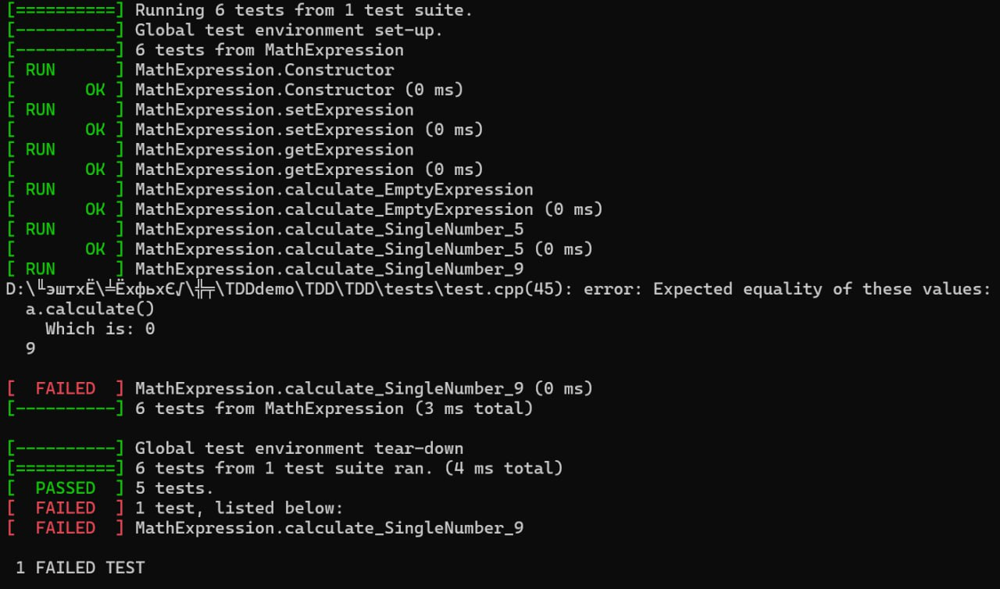 [==========] Running 6 tests from 1 test suite.
[----------] Global test environment set-up.
[----------] 6 tests from MathExpression
[ RUN      ] MathExpression.Constructor
[       OK ] MathExpression.Constructor (0 ms)
[ RUN      ] MathExpression.setExpression
[       OK ] MathExpression.setExpression (0 ms)
[ RUN      ] MathExpression.getExpression
[       OK ] MathExpression.getExpression (0 ms)
[ RUN      ] MathExpression.calculate_EmptyExpression
[       OK ] MathExpression.calculate_EmptyExpression (0 ms)
[ RUN      ] MathExpression.calculate_SingleNumber_5
[       OK ] MathExpression.calculate_SingleNumber_5 (0 ms)
[ RUN      ] MathExpression.calculate_SingleNumber_9
D:\╙эштхЁ\╧ЁхфьхЄ√\╬╤\TDDdemo\TDD\TDD\tests\test.cpp(45): error: Expected equality of these values:
  a.calculate()
    Which is: 0
  9
[  FAILED  ] MathExpression.calculate_SingleNumber_9 (0 ms)
[----------] 6 tests from MathExpression (3 ms total)
[----------] Global test environment tear-down
[==========] 6 tests from 1 test suite ran. (4 ms total)
[  PASSED  ] 5 tests.
[  FAILED  ] 1 test, listed below:
[  FAILED  ] MathExpression.calculate_SingleNumber_9
 1 FAILED TEST